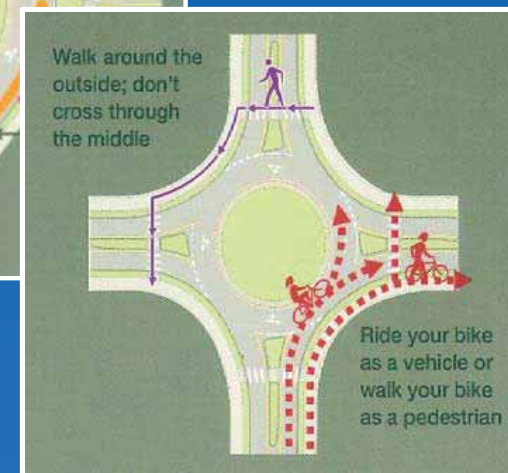 Walk around the
outside; don't
cross through
the middle
Ride your bike
as a vehicle or
walk your bike
as a pedestrian